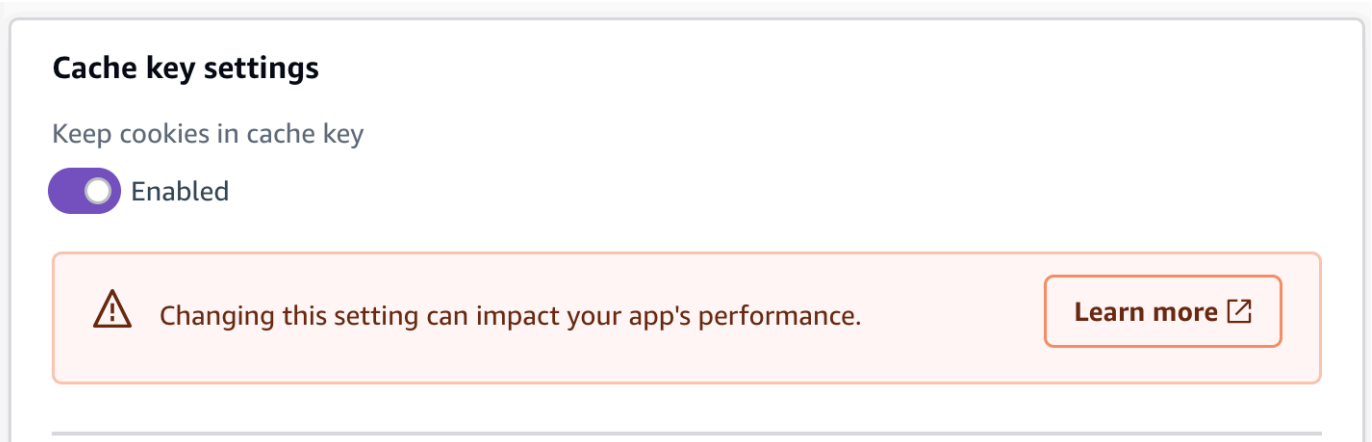 Cache key settings
Keep cookies in cache key
Enabled
Changing this setting can impact your app's performance.
Learn more